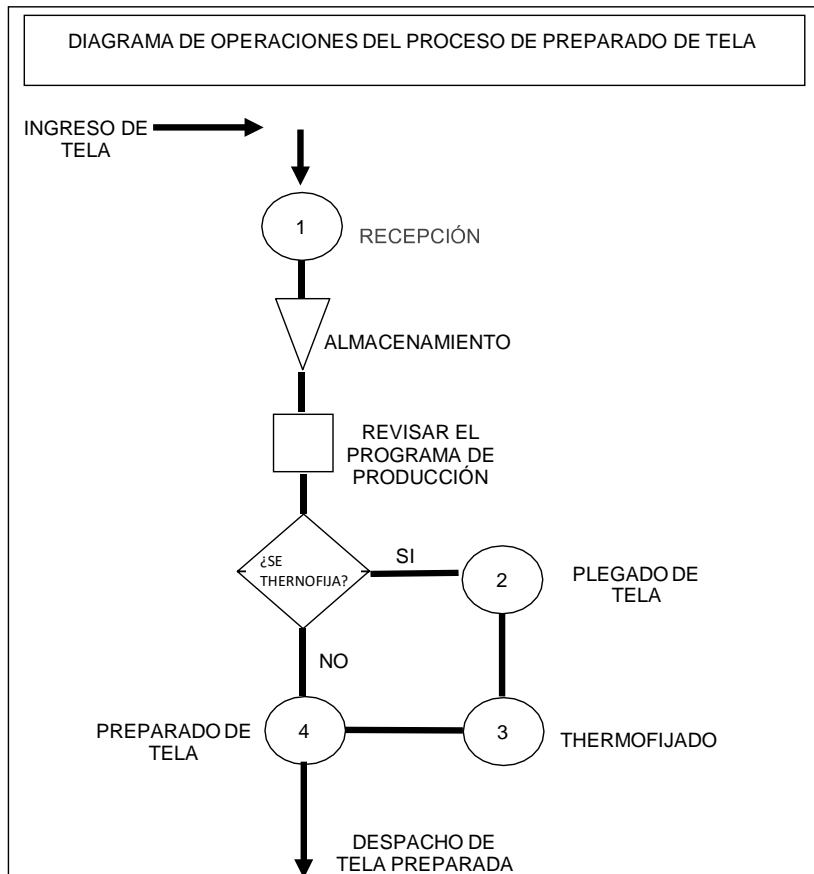 DIAGRAMA DE OPERACIONES DEL PROCESO DE PREPARADO DE TELA
INGRESO DE
TELA
1
RECEPCIÓN
ALMACENAMIENTO
REVISAR EL
PROGRAMA DE
PRODUCCIÓN
¿SE
THERNOFIJA?
SI
2
PLEGADO DE
TELA
NO
PREPARADO DE
TELA
4
3
THERMOFIJADO
DESPACHO DE
TELA PREPARADA